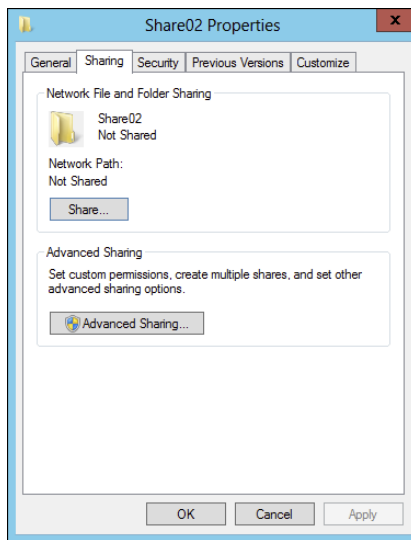 Share02 Properties
x
General Sharing Security Previous Versions Customize
Network File and Folder Sharing
Share02
Not Shared
Network Path:
Not Shared
Share...
Advanced Sharing
Set custom permissions, create multiple shares, and set other
advanced sharing options.
Advanced Sharing...
OK Cancel Apply